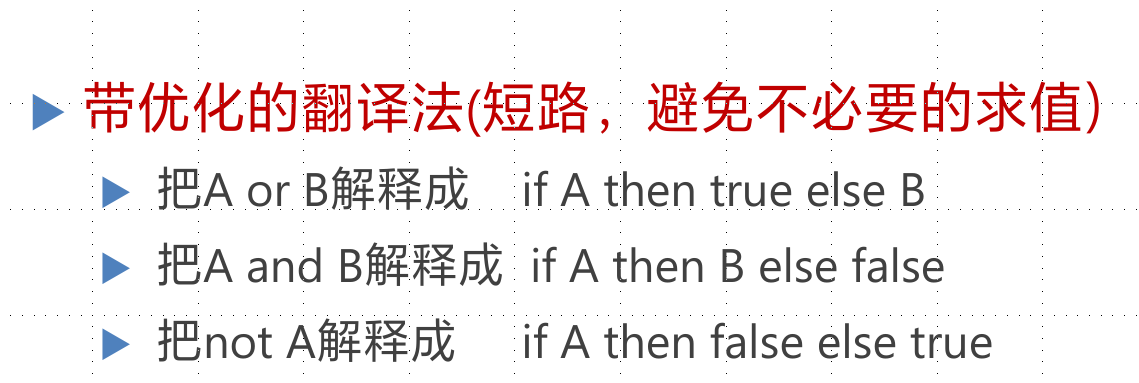 带优化的翻译法(短路，避免不必要的求值）
把A or B解释成 if A then true else B
把A and B解释成 if A then B else false
把not A解释成 if A then false else true